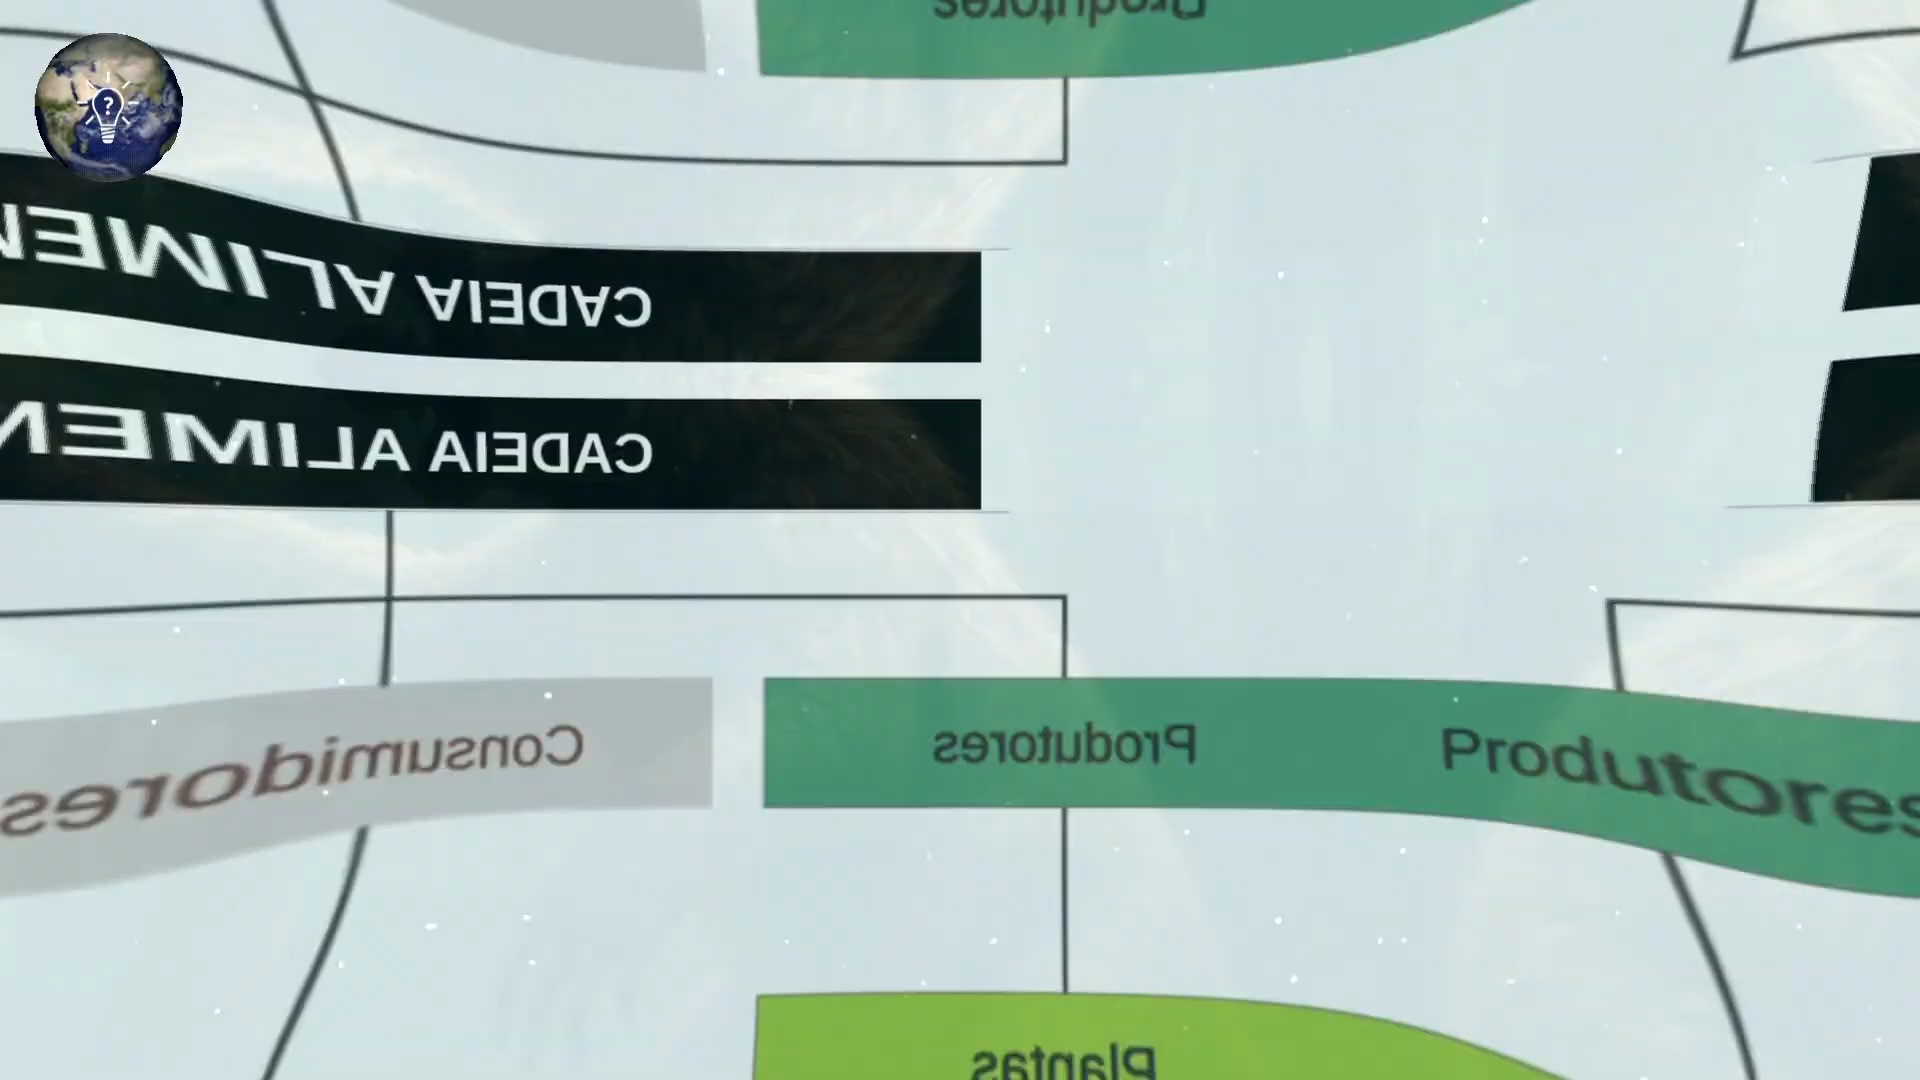 Produtores
CADEIA ALIMEN
CADEIA ALIMEN
Consumidores Produtores Produtores
Plantas
?